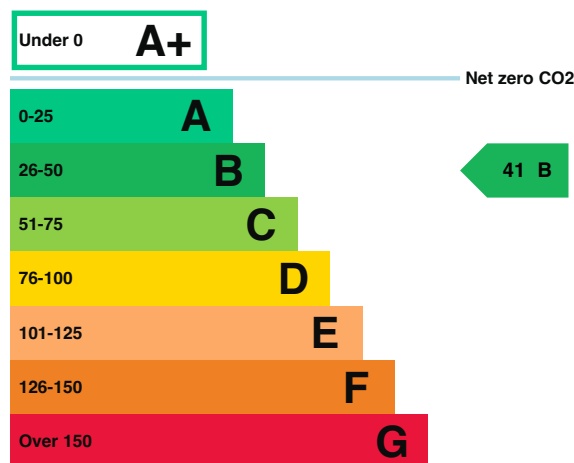 Under 0 A+
Net zero CO2
0-25 A
26-50 B
41 B
51-75 C
76-100 D
101-125 E
126-150 F
Over 150 G